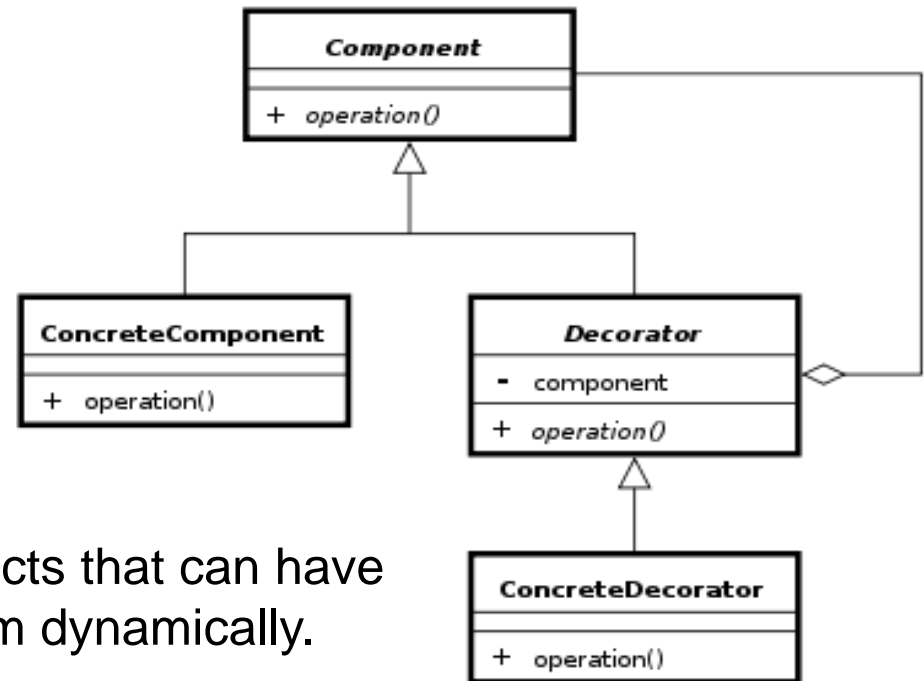 Component
+ operation()
ConcreteComponent
+ operation()
Decorator
- component
+ operation()
cts that can have
m dynamically.
ConcreteDecorator
+ operation()